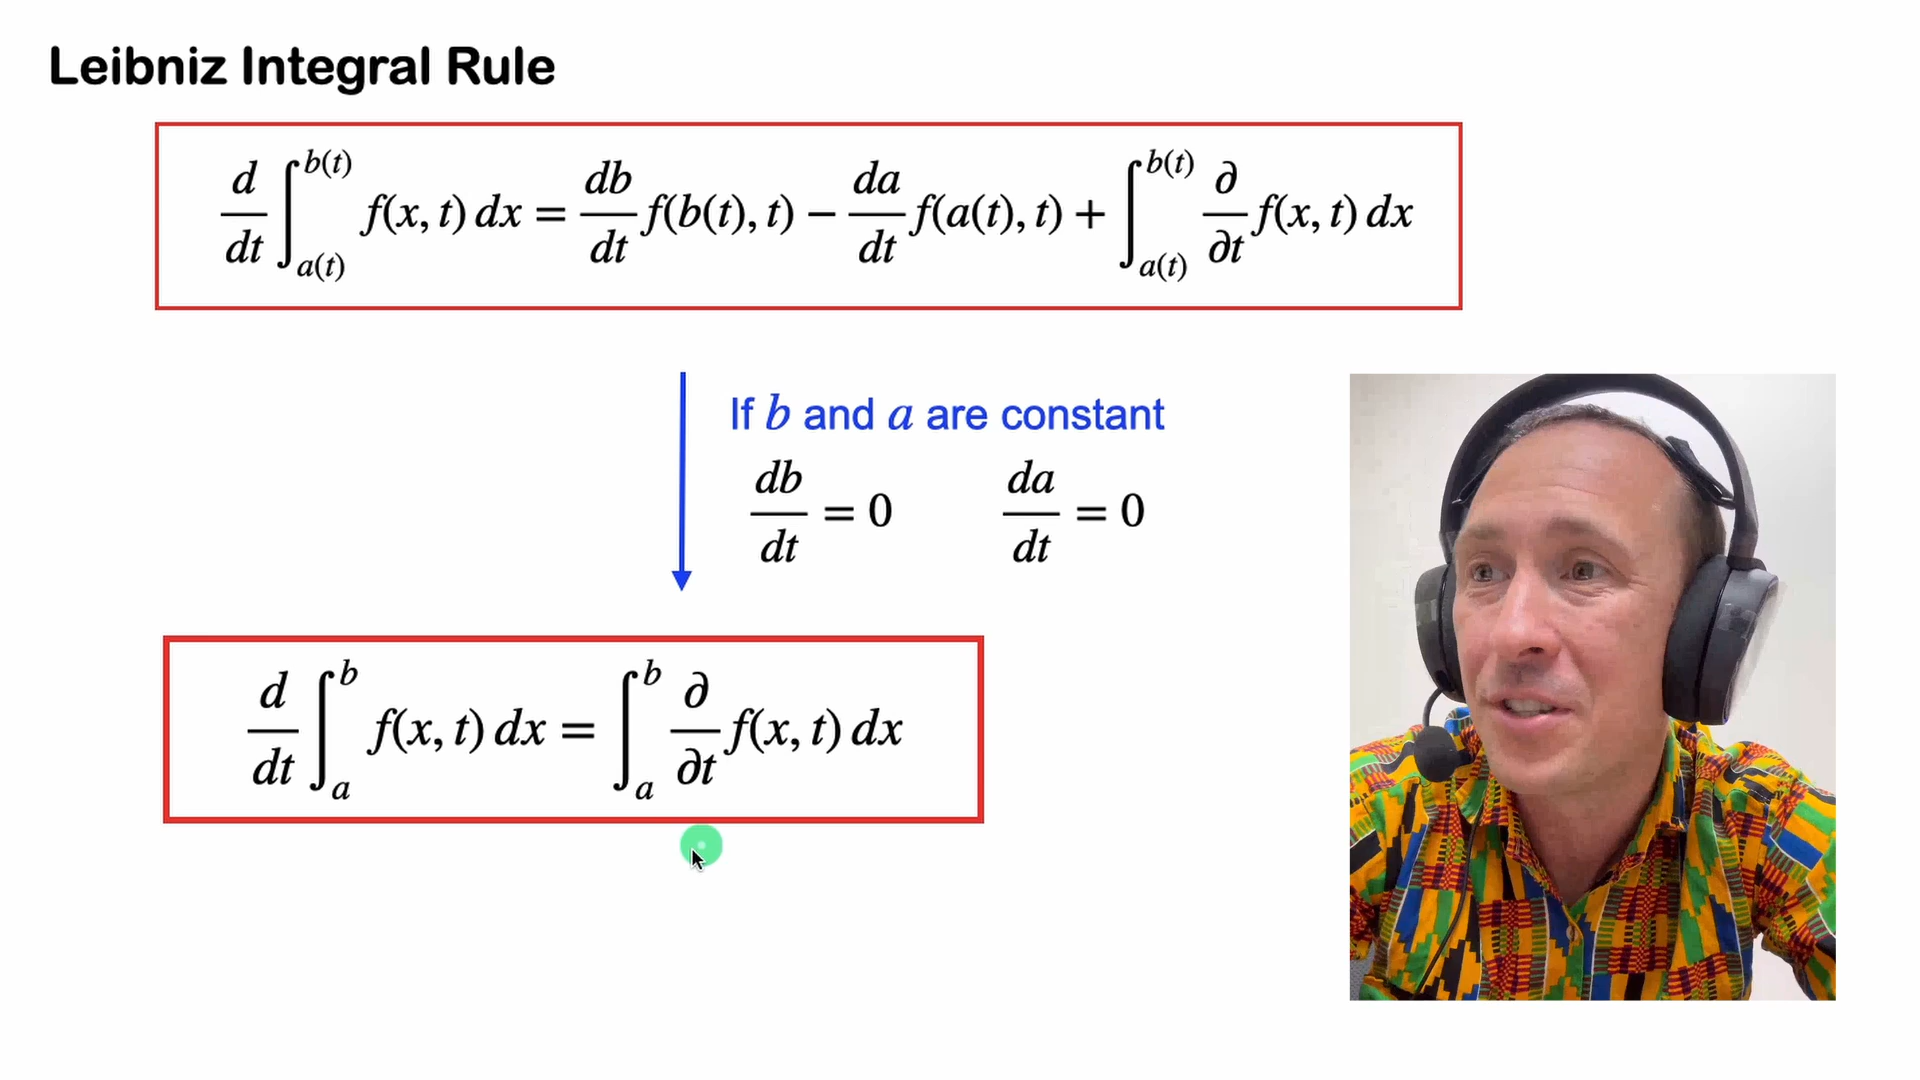 Leibniz Integral Rule
d/dt ∫_{a(t)}^{b(t)} f(x, t) dx = db/dt f(b(t), t) − da/dt f(a(t), t) + ∫_{a(t)}^{b(t)} ∂/∂t f(x, t) dx
If b and a are constant
db/dt = 0 da/dt = 0
d/dt ∫_a^b f(x, t) dx = ∫_a^b ∂/∂t f(x, t) dx